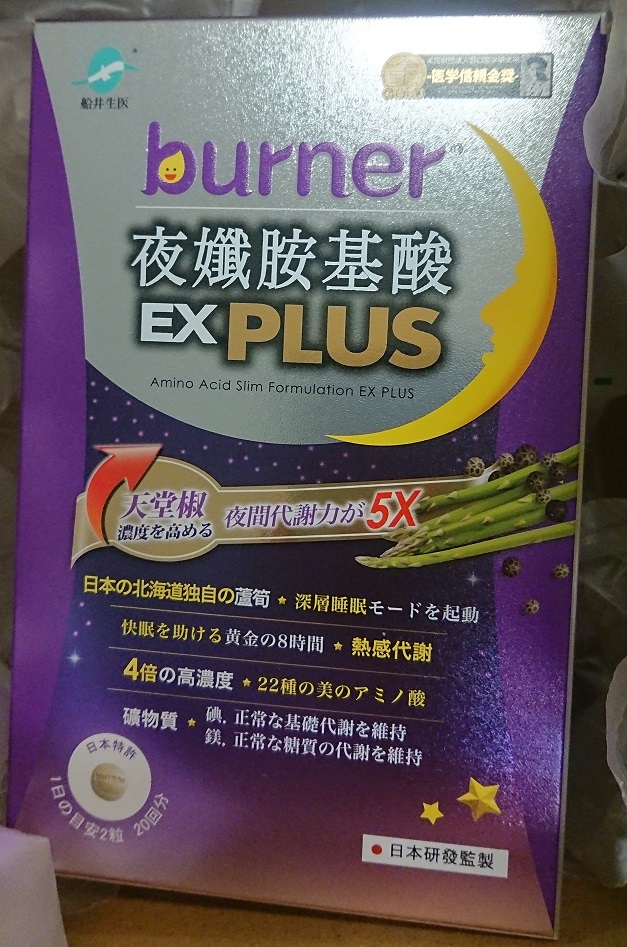 船井生医
-医学信頼金奨-
burner
夜孅胺基酸
EX PLUS
Amino Acid Slim Formulation EX PLUS
天堂椒
濃度を高める
夜間代謝力が5X
日本の北海道独自の蘆筍 ★ 深層睡眠モードを起動
快眠を助ける黄金の8時間 ★ 熱感代謝
4倍の高濃度 ★ 22種の美のアミノ酸
礦物質 ★ 碘, 正常な基礎代謝を維持
鎂, 正常な糖質の代謝を維持
日本特許
1日の目安2粒 20回分
日本研發監製